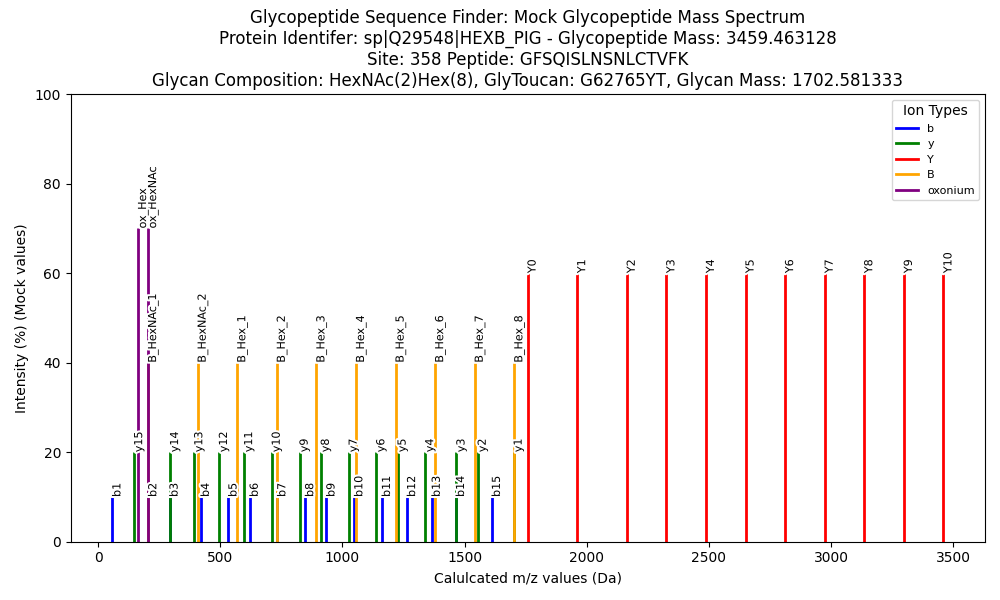 Glycopeptide Sequence Finder: Mock Glycopeptide Mass Spectrum
Protein Identifer: sp|Q29548|HEXB_PIG - Glycopeptide Mass: 3459.463128
Site: 358 Peptide: GFSQISLNSNLCTVFK
Glycan Composition: HexNAc(2)Hex(8), GlyToucan: G62765YT, Glycan Mass: 1702.581333
Intensity (%) (Mock values)
100
80
60
40
20
0
Ion Types
b
y
Y
B
oxonium
ox_Hex
ox_HexNAc
Y0
Y1
Y2
Y3
Y4
Y5
Y6
Y7
Y8
Y9
Y10
B_HexNAc_1
B_HexNAc_2
B_Hex_1
B_Hex_2
B_Hex_3
B_Hex_4
B_Hex_5
B_Hex_6
B_Hex_7
B_Hex_8
y15
y14
y13
y12
y11
y10
y9
y8
y7
y6
y5
y4
y3
y2
y1
b1
b2
b3
b4
b5
b6
b7
b8
b9
b10
b11
b12
b13
b14
b15
0
500
1000
1500
2000
2500
3000
3500
Calulcated m/z values (Da)